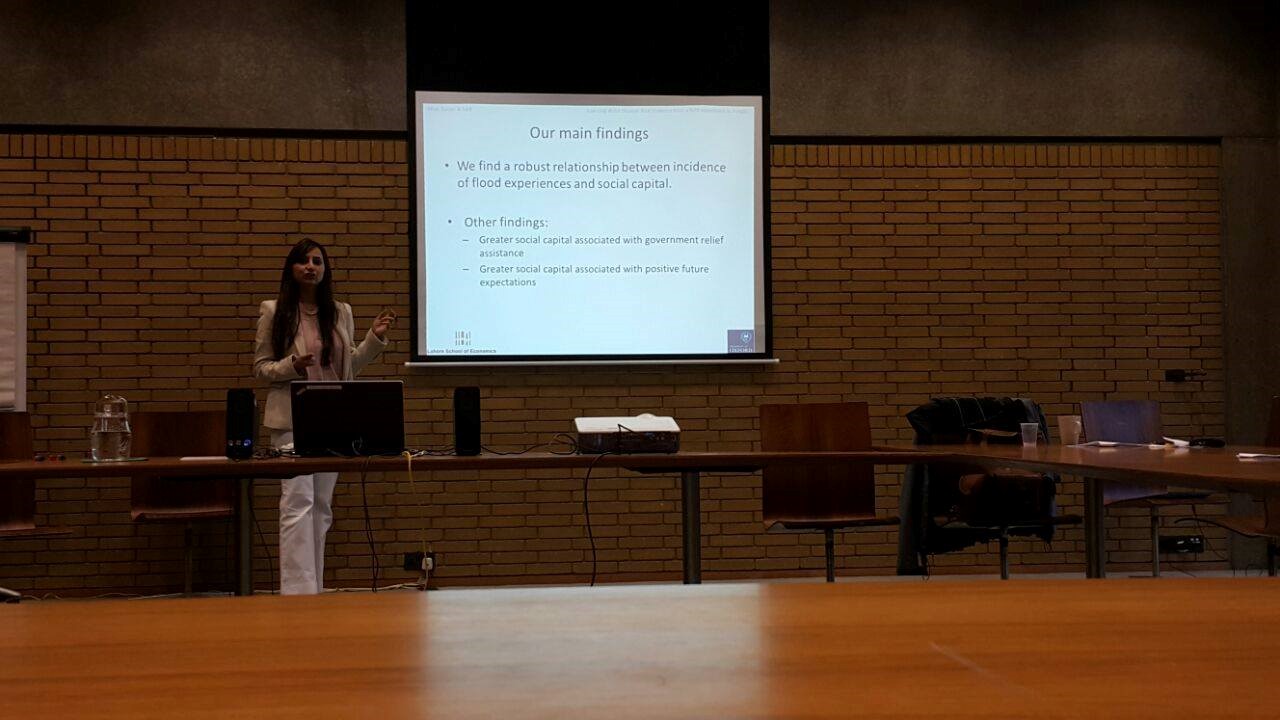 Our main findings
• We find a robust relationship between incidence
of flood experiences and social capital.
• Other findings:
– Greater social capital associated with government relief
assistance
– Greater social capital associated with positive future
expectations
Lahore School of Economics
OXFORD